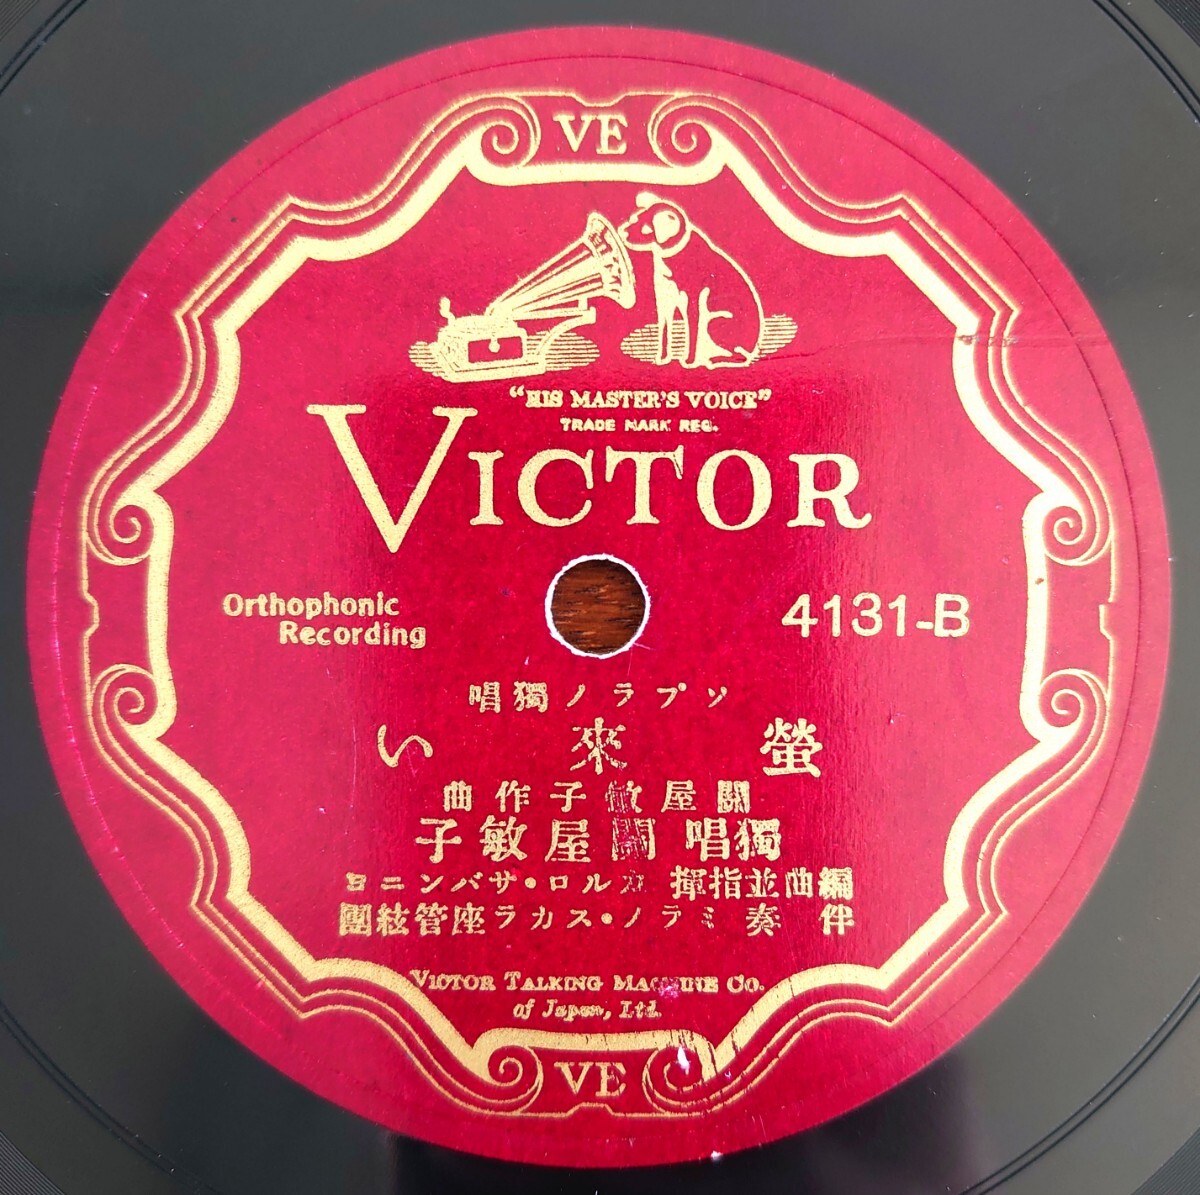 VE
"HIS MASTER'S VOICE"
TRADE MARK REG.
VICTOR
Orthophonic
Recording
4131-B
ソプラノ獨唱
螢來い
關屋敏子作曲
獨唱 關屋敏子
編曲並指揮 カルロ・サバンニヨ
伴奏 ミラノ・スカラ座管絃團
VICTOR TALKING MACHINE CO.
of Japan, Ltd.
VE